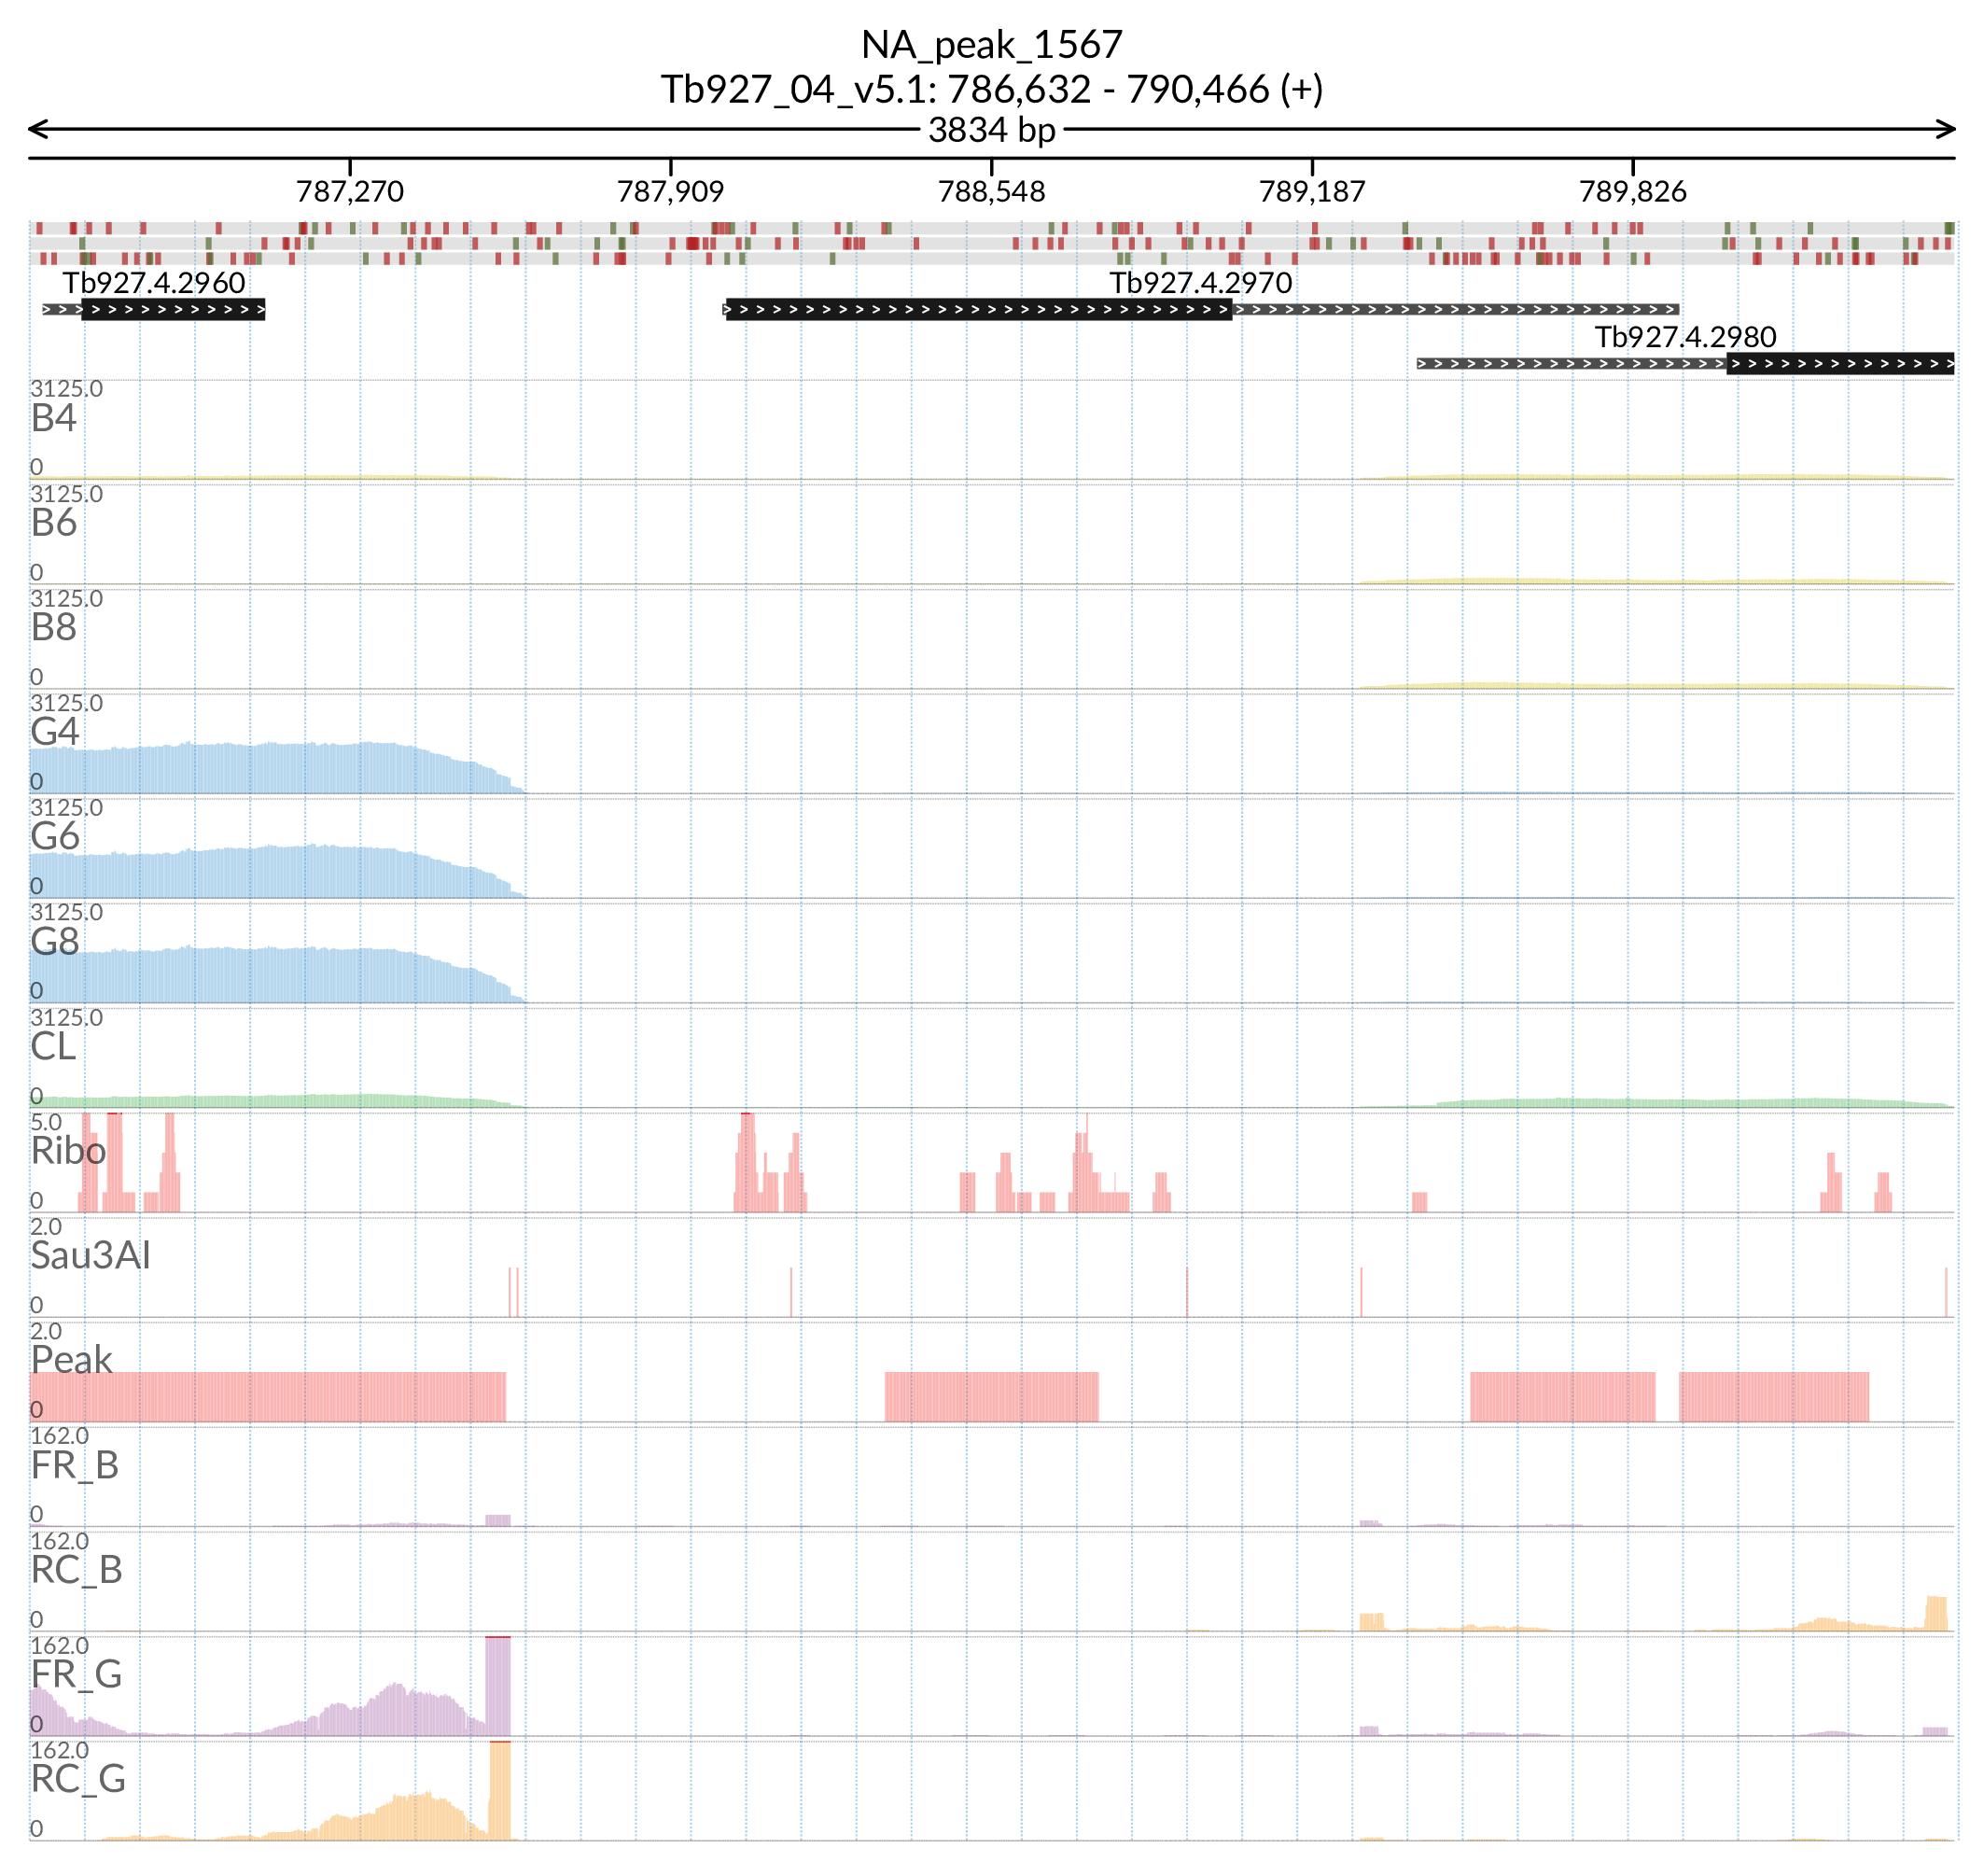 NA_peak_1567
Tb927_04_v5.1: 786,632 - 790,466 (+)
3834 bp
787,270 787,909 788,548 789,187 789,826
Tb927.4.2960 Tb927.4.2970
Tb927.4.2980
3125.0
B4
0
3125.0
B6
0
3125.0
B8
0
3125.0
G4
0
3125.0
G6
0
3125.0
G8
0
3125.0
CL
0
5.0
Ribo
0
2.0
Sau3AI
0
2.0
Peak
0
162.0
FR_B
0
162.0
RC_B
0
162.0
FR_G
0
162.0
RC_G
0